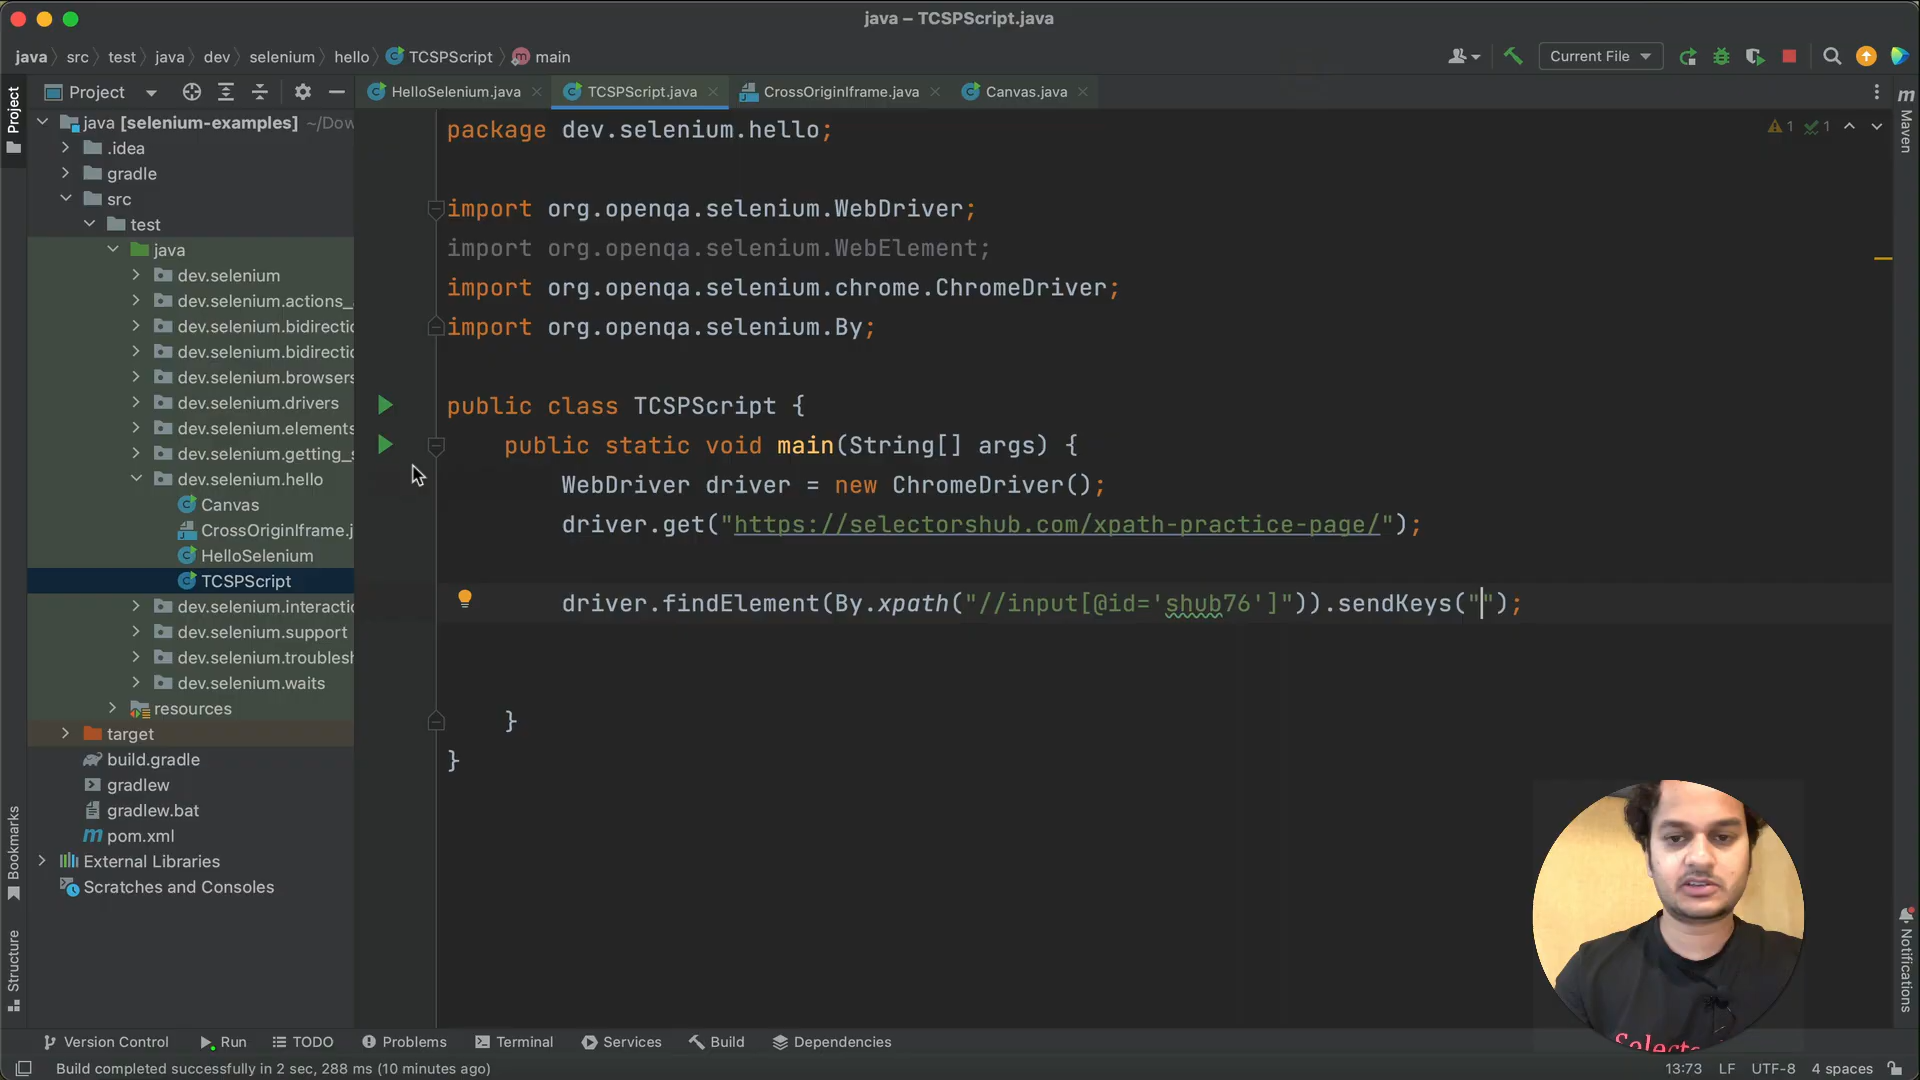 java – TCSPScript.java
java src test java dev selenium hello TCSPScript main
Current File
Project
HelloSelenium.java
TCSPScript.java
CrossOriginIframe.java
Canvas.java
Project
Bookmarks
Structure
java [selenium-examples] ~/Dow
.idea
gradle
src
test
java
dev.selenium
dev.selenium.actions_
dev.selenium.bidirectic
dev.selenium.bidirectic
dev.selenium.browsers
dev.selenium.drivers
dev.selenium.elements
dev.selenium.getting_s
dev.selenium.hello
Canvas
CrossOriginIframe.j
HelloSelenium
TCSPScript
dev.selenium.interactic
dev.selenium.support
dev.selenium.troublesh
dev.selenium.waits
resources
target
build.gradle
gradlew
gradlew.bat
pom.xml
External Libraries
Scratches and Consoles
package dev.selenium.hello;
import org.openqa.selenium.WebDriver;
import org.openqa.selenium.WebElement;
import org.openqa.selenium.chrome.ChromeDriver;
import org.openqa.selenium.By;
public class TCSPScript {
public static void main(String[] args) {
WebDriver driver = new ChromeDriver();
driver.get("https://selectorshub.com/xpath-practice-page/");
driver.findElement(By.xpath("//input[@id='shub76']")).sendKeys("");
}
}
1 1
m Maven
Notifications
Selecto
Version Control Run TODO Problems Terminal Services Build Dependencies
Build completed successfully in 2 sec, 288 ms (10 minutes ago)
13:73 LF UTF-8 4 spaces